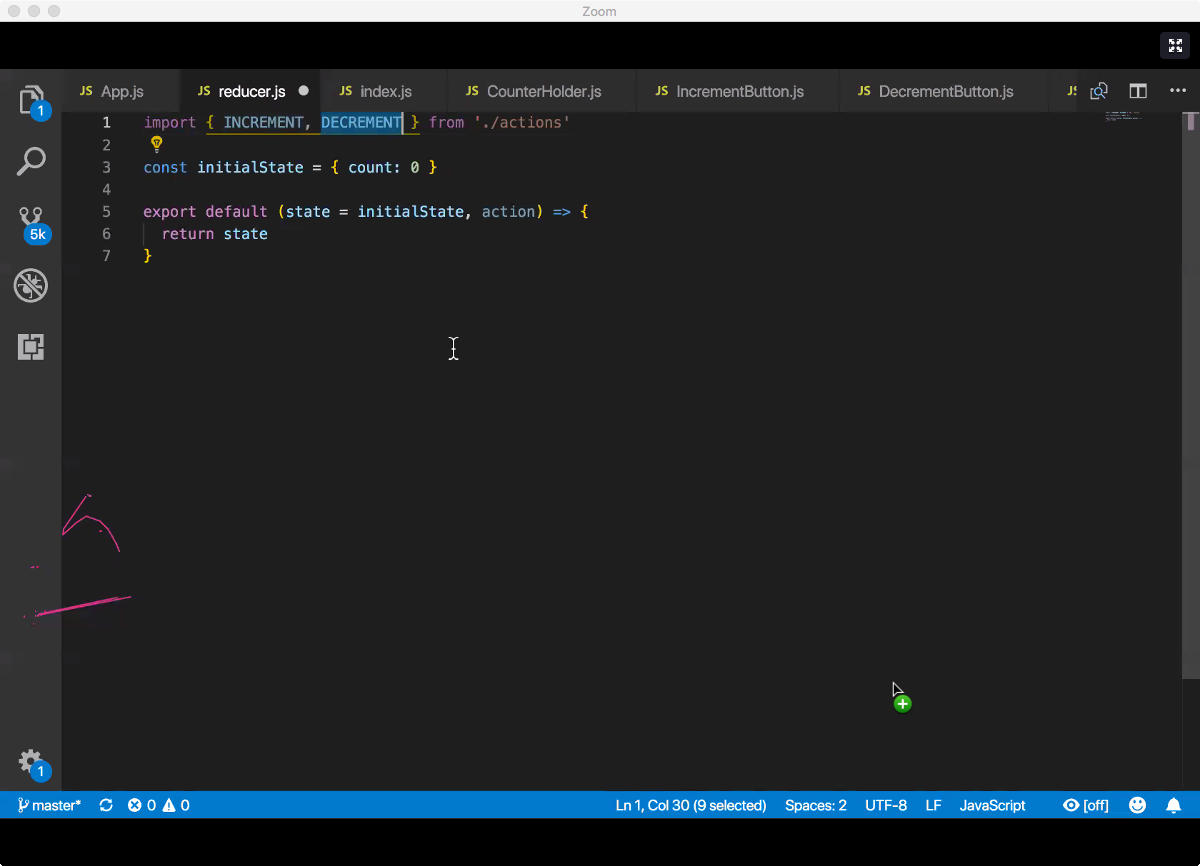 Zoom
1
JS App.js
JS reducer.js
JS index.js
JS CounterHolder.js
JS IncrementButton.js
JS DecrementButton.js
JS
1 import { INCREMENT, DECREMENT } from './actions'
2
3 const initialState = { count: 0 }
4
5 export default (state = initialState, action) => {
6 return state
7 }
5k
1
master* 0 0 Ln 1, Col 30 (9 selected) Spaces: 2 UTF-8 LF JavaScript [off]